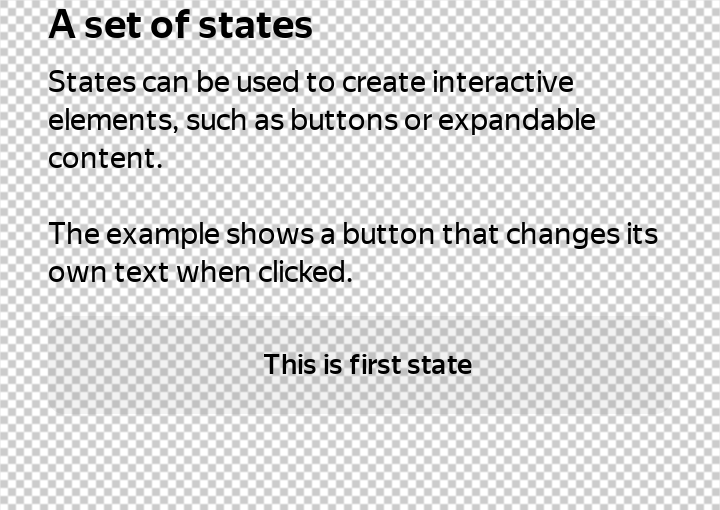 A set of states
States can be used to create interactive
elements, such as buttons or expandable
content.
The example shows a button that changes its
own text when clicked.
This is first state